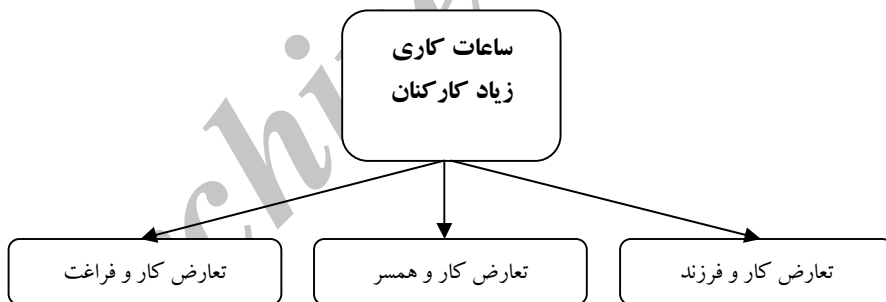 ساعات کاری
زیاد کارکنان
تعارض کار و فرزند
تعارض کار و همسر
تعارض کار و فراغت